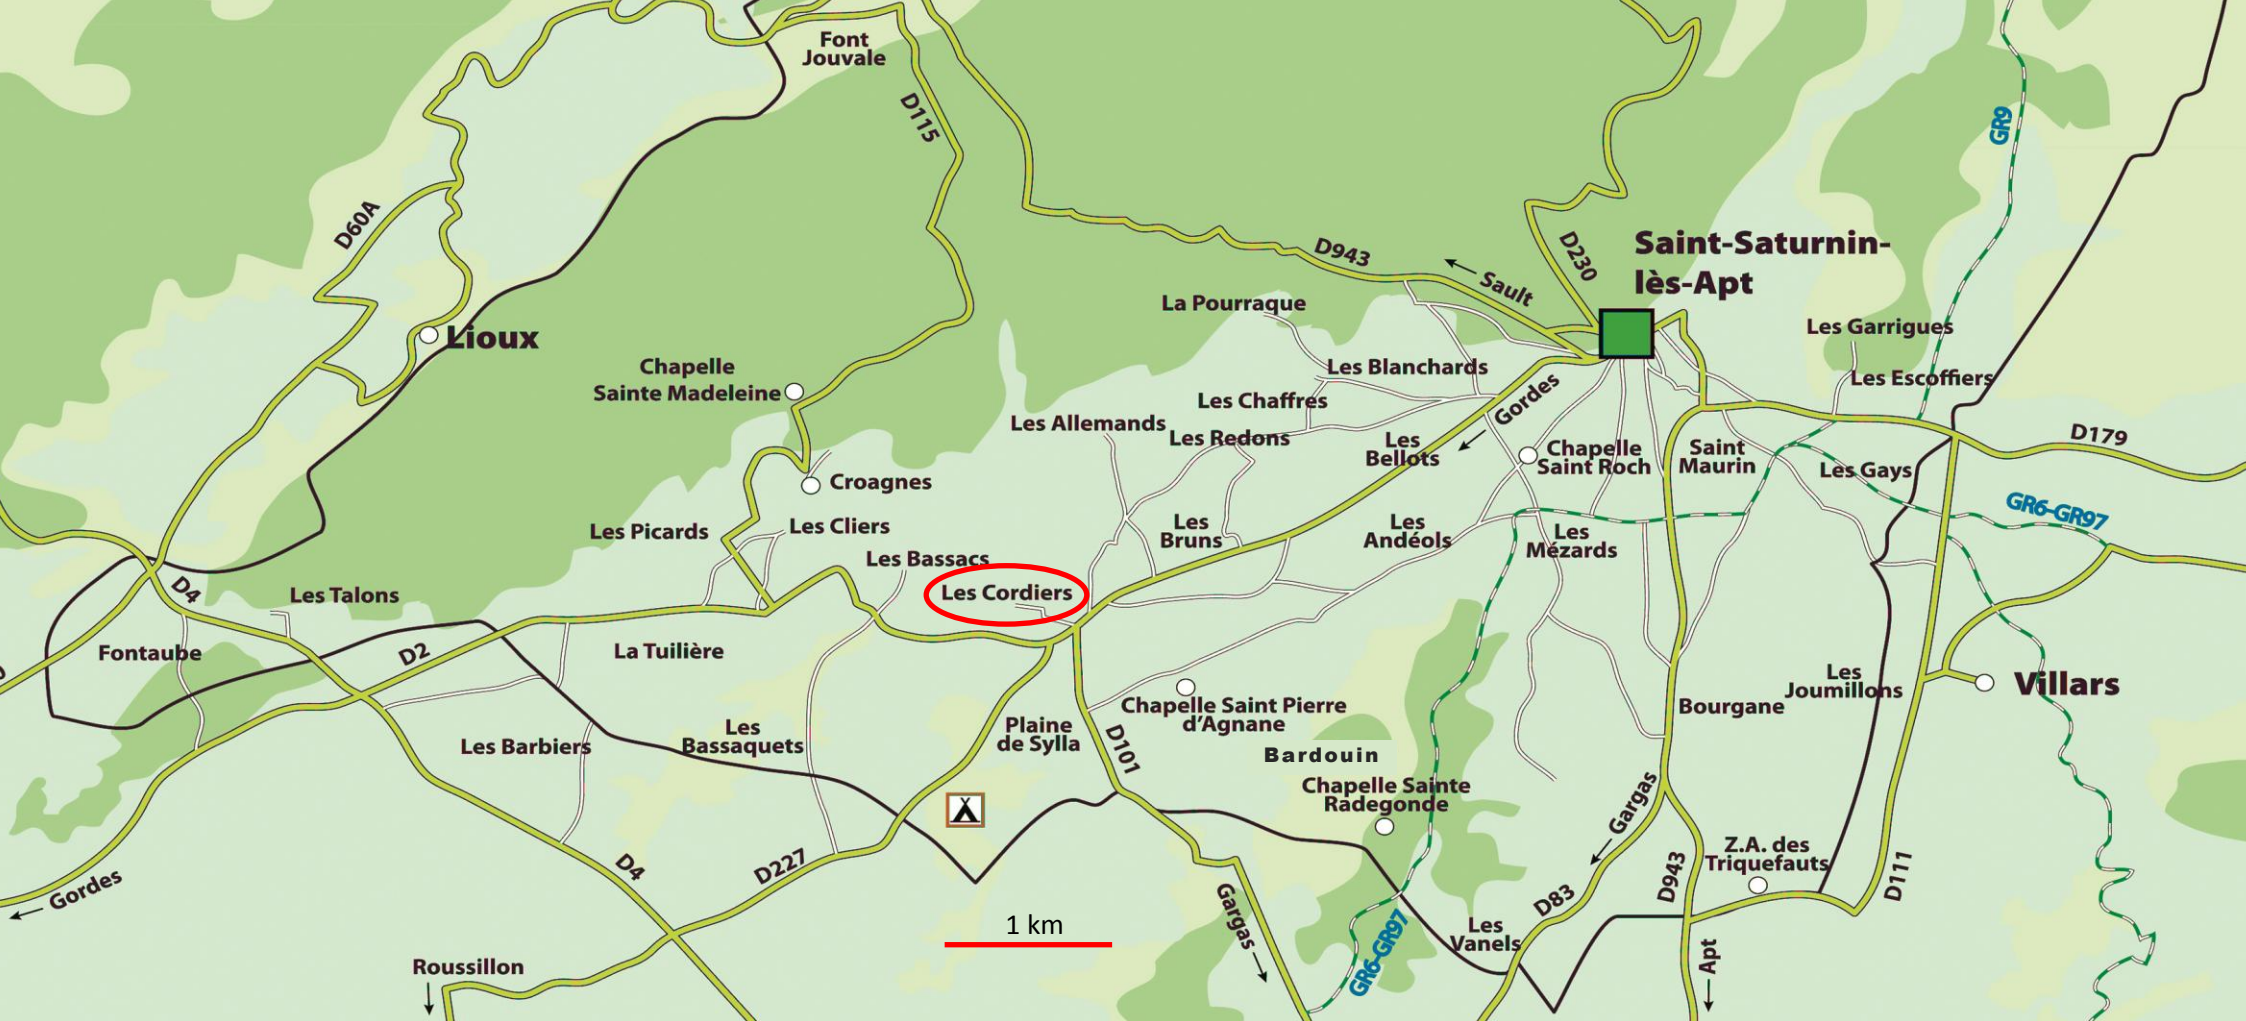 Font
Jouvale
D115
GR9
D60A
D943
Sault
D230
Saint-Saturnin-
lès-Apt
La Pourraque
Les Garrigues
Lioux
Chapelle
Sainte Madeleine
Les Blanchards
Les Escoffiers
Les Chaffres
Gordes
Les Allemands
Les Redons
Les
Bellots
Chapelle
Saint Roch
Saint
Maurin
D179
Les Gays
Croagnes
GR6-GR97
Les Picards
Les Cliers
Les
Bruns
Les
Andéols
Les
Mézards
Les Bassacs
Les Cordiers
D4
Les Talons
Fontaube
D2
La Tuilière
Les
Joumillons
Villars
Chapelle Saint Pierre
d'Agnane
Bourgane
Plaine
de Sylla
Les
Bassaquets
Les Barbiers
D101
Bardouin
Chapelle Sainte
Radegonde
Gargas
Z.A. des
Triquefauts
D227
D4
Gordes
D943
D111
D83
Gargas
1 km
Les
Vanels
GR6-GR97
Apt
Roussillon